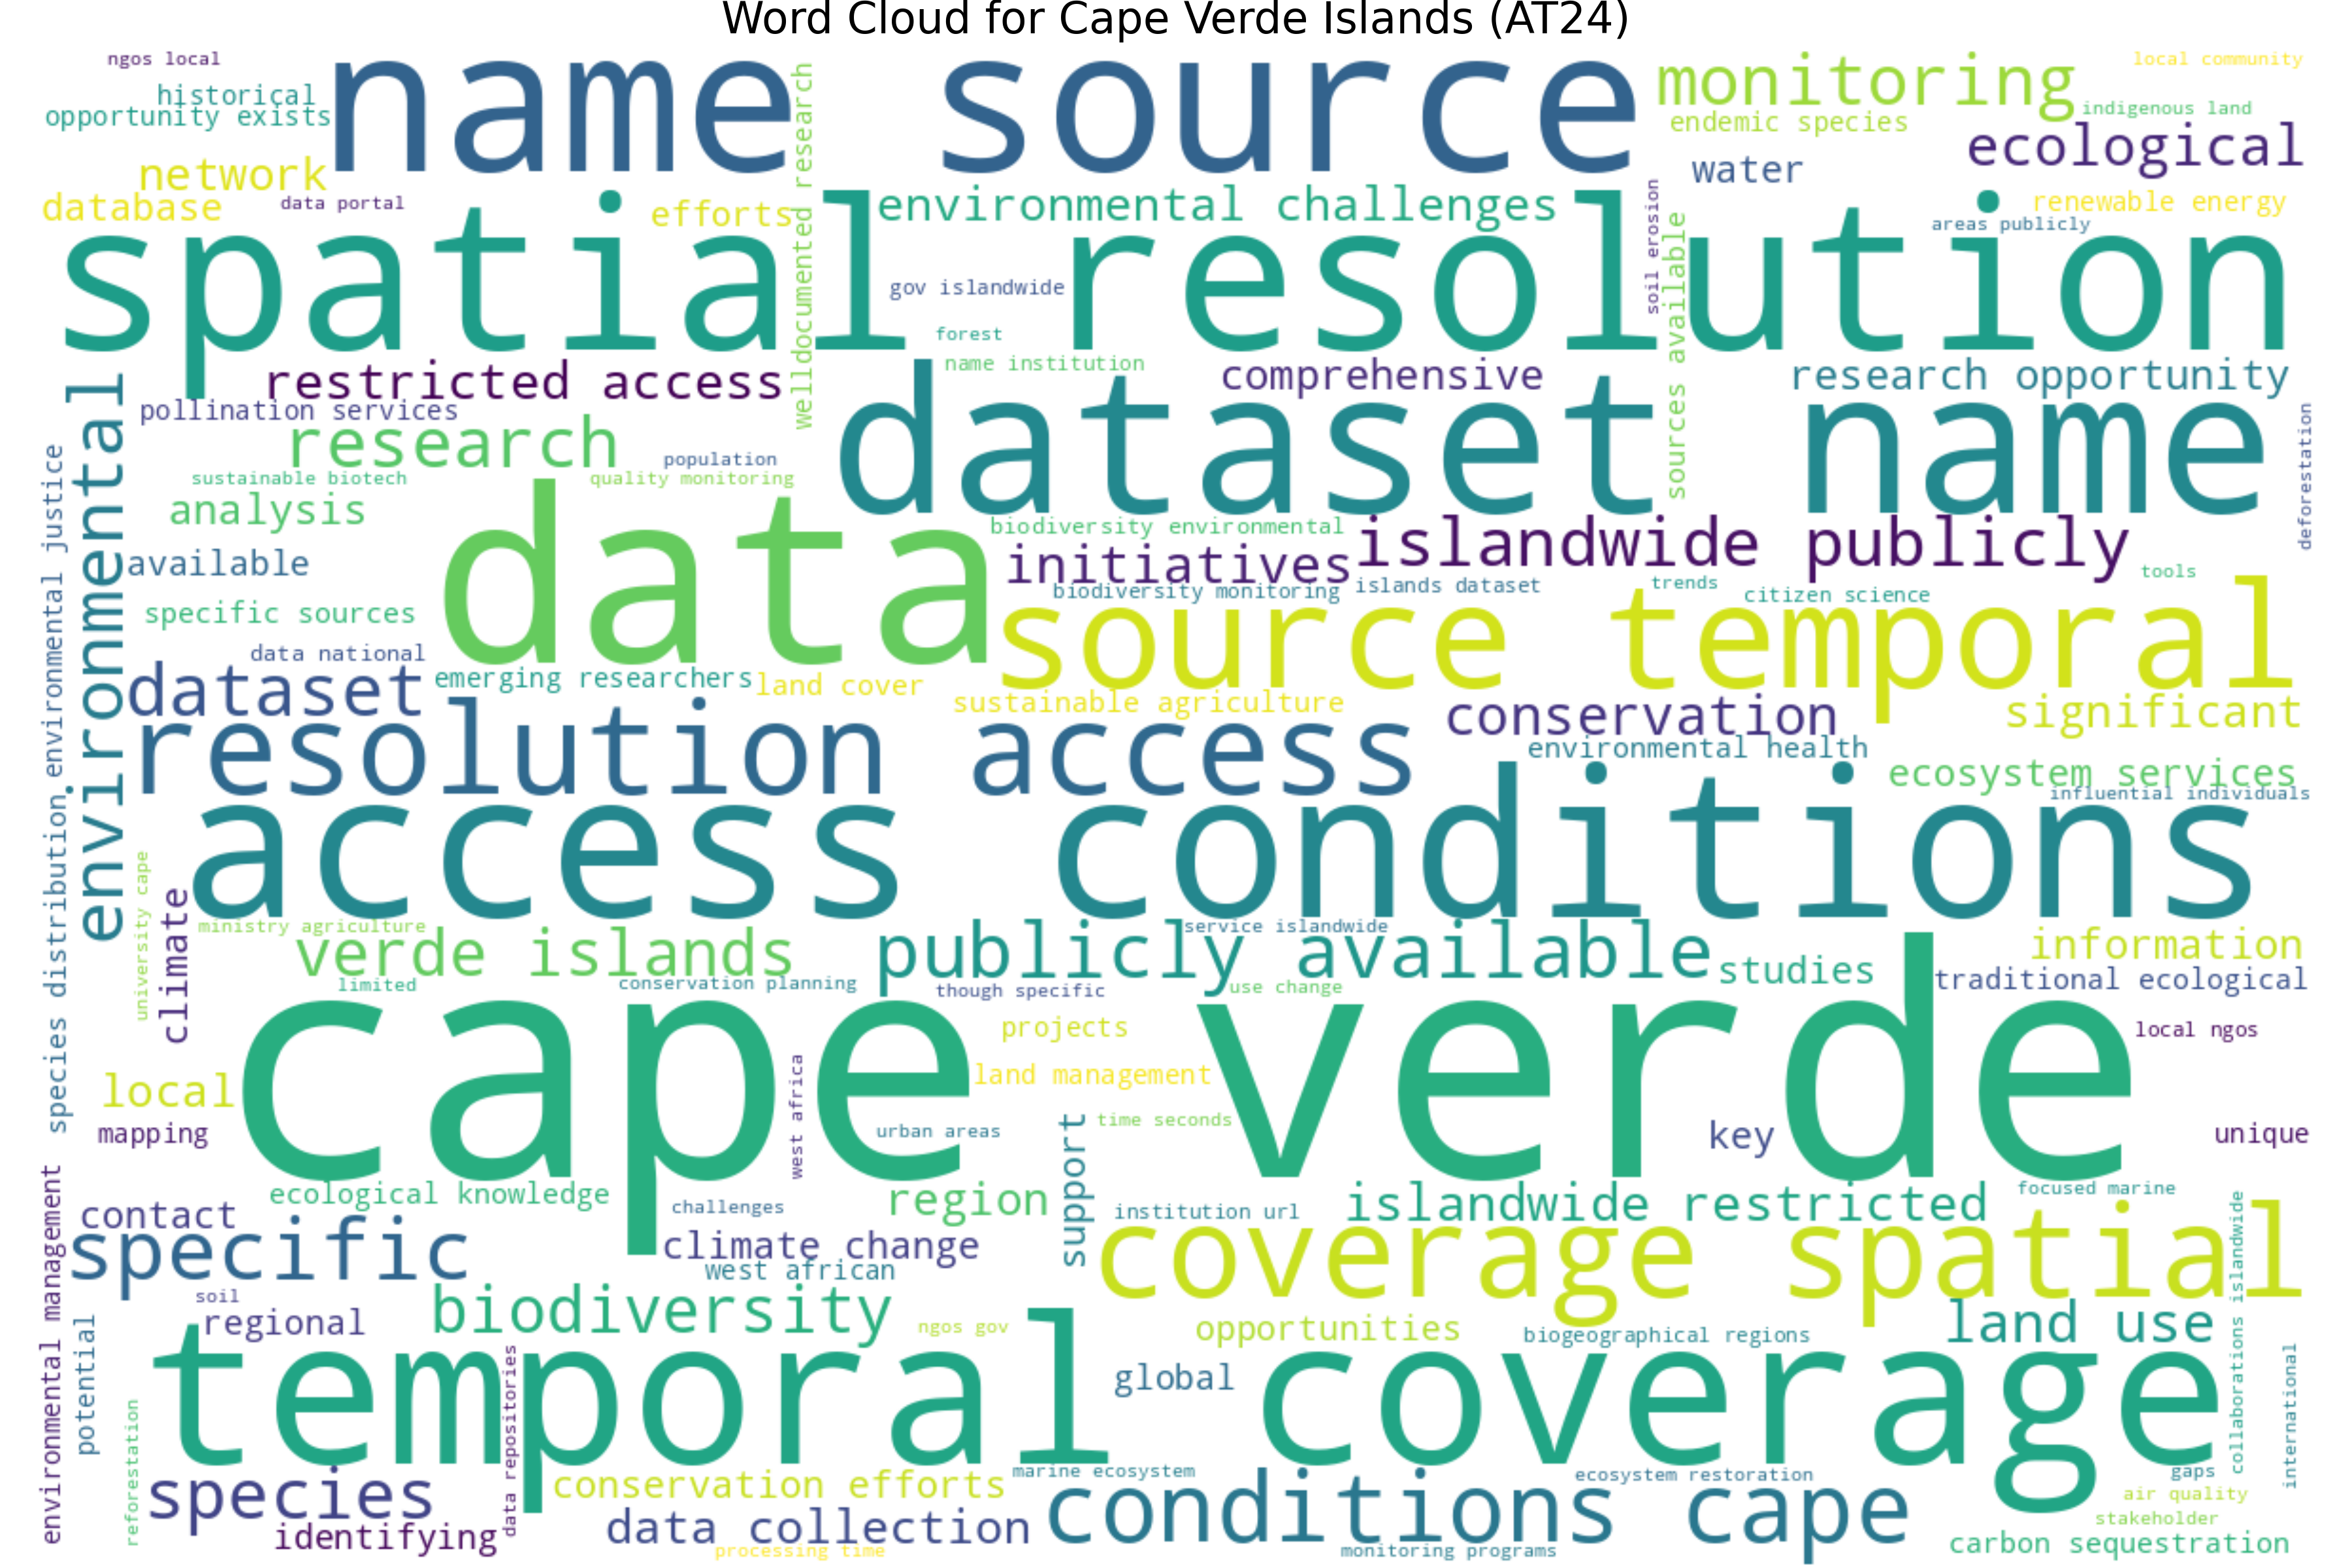 Word Cloud for Cape Verde Islands (AT24)
ngos local
historical
opportunity exists
name source
monitoring
local community
indigenous land
endemic species
ecological
network
water
database
data portal
efforts
welldocumented research
environmental challenges
soil erosion
sources available
renewable energy
areas publicly
spatial resolution
gov islandwide
forest
restricted access
name institution
comprehensive
research opportunity
pollination services
research
dataset name
deforestation
environmental
species distribution
environmental justice
population
sustainable biotech
quality monitoring
analysis
data
biodiversity environmental
islandwide publicly
available
initiatives
biodiversity monitoring
islands dataset
trends
citizen science
tools
specific sources
source temporal
data national
dataset
emerging researchers
land cover
sustainable agriculture
conservation
significant
resolution access
environmental health
ecosystem services
influential individuals
access conditions
university cape
climate
ministry agriculture
verde islands
publicly available
service islandwide
studies
information
traditional ecological
limited
conservation planning
though specific
use change
cape verde
projects
local ngos
land management
local
west africa
mapping
urban areas
support
time seconds
key
unique
ecological knowledge
region
islandwide restricted
focused marine
contact
challenges
institution url
specific
climate change
coverage spatial
collaborations islandwide
west african
environmental management
soil
regional
biodiversity
ngos gov
opportunities
biogeographical regions
land use
potential
temporal coverage
global
international
reforestation
data repositories
species
conservation efforts
marine ecosystem
conditions cape
ecosystem restoration
gaps
air quality
stakeholder
identifying
data collection
processing time
monitoring programs
carbon sequestration